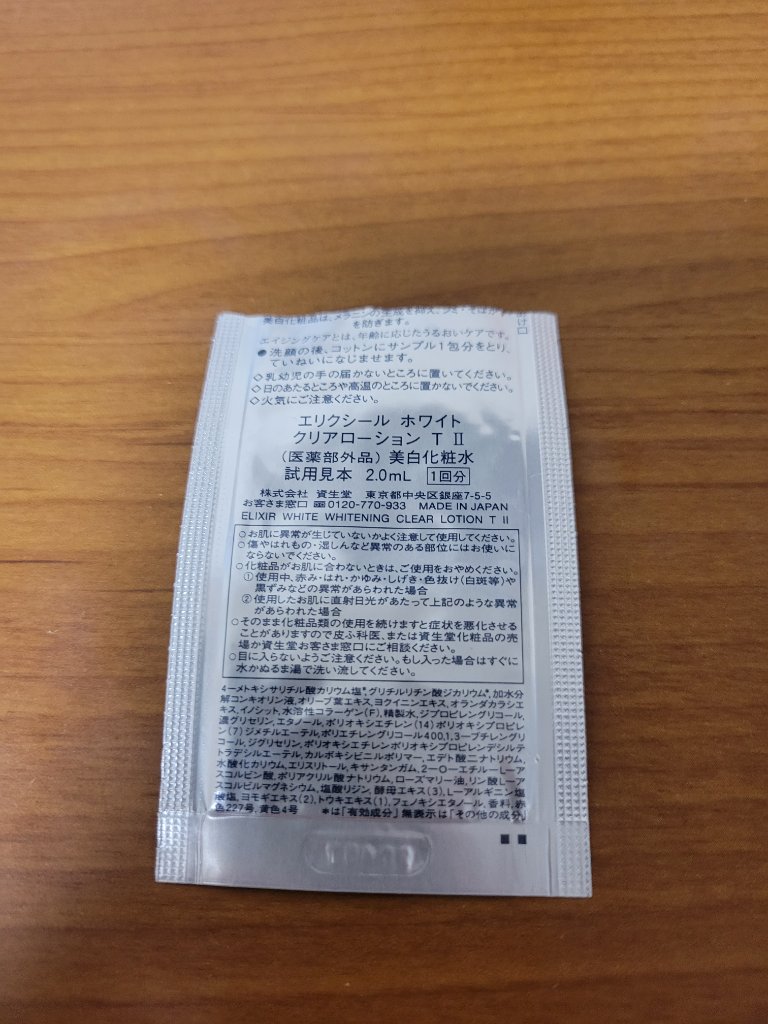 美白化粧品は、メラニンの生成を抑え、シミ・そばかす
を防ぎます。
エイジングケアとは、年齢に応じたうるおいケアです。
●洗顔の後、コットンにサンプル1包分をとり、
ていねいになじませます。
◇乳幼児の手の届かないところに置いてください。
◇日のあたるところや高温のところに置かないでください。
◇火気にご注意ください。
エリクシール ホワイト
クリアローション T II
(医薬部外品) 美白化粧水
試用見本 2.0mL 1回分
株式会社 資生堂 東京都中央区銀座7-5-5
お客さま窓口 0120-770-933 MADE IN JAPAN
ELIXIR WHITE WHITENING CLEAR LOTION T II
○お肌に異常が生じていないかよく注意して使用してください。
○傷やはれもの・湿しんなど異常のある部位にはお使いに
ならないでください。
○化粧品がお肌に合わないときは、ご使用をおやめください。
①使用中、赤み・はれ・かゆみ・しげき・色抜け(白斑等)や
黒ずみなどの異常があらわれた場合
②使用したお肌に直射日光があたって上記のような異常
があらわれた場合
○そのまま化粧品類の使用を続けますと症状を悪化させる
ことがありますので皮ふ科医、または資生堂化粧品の売
場か資生堂お客さま窓口にご相談ください。
○目に入らないようご注意ください。もし入った場合はすぐに
水かぬるま湯で洗い流してください。
4-メトキシサリチル酸カリウム塩*,グリチルリチン酸ジカリウム*,加水分
解コンキオリン液,オリーブ葉エキス,ヨクイニンエキス,オランダカラシエ
キス,イノシット,水溶性コラーゲン(F),精製水,ジプロピレングリコール,
濃グリセリン,エタノール,ポリオキシエチレン(14)ポリオキシプロピレ
ン(7)ジメチルエーテル,ポリエチレングリコール400,1,3-ブチレングリ
コール,ジグリセリン,ポリオキシエチレンポリオキシプロピレンデシルテ
トラデシルエーテル,カルボキシビニルポリマー,エデト酸二ナトリウム,
水酸化カリウム,エリスリトール,キサンタンガム,2-O-エチル-L-ア
スコルビン酸,ポリアクリル酸ナトリウム,ローズマリー油,リン酸L-ア
スコルビルマグネシウム,塩酸リジン,酵母エキス(3),L-アルギニン塩
酸塩,ヨモギエキス(2),トウキエキス(1),フェノキシエタノール,香料,赤
色227号,黄色4号 *は「有効成分」無表示は「その他の成分」